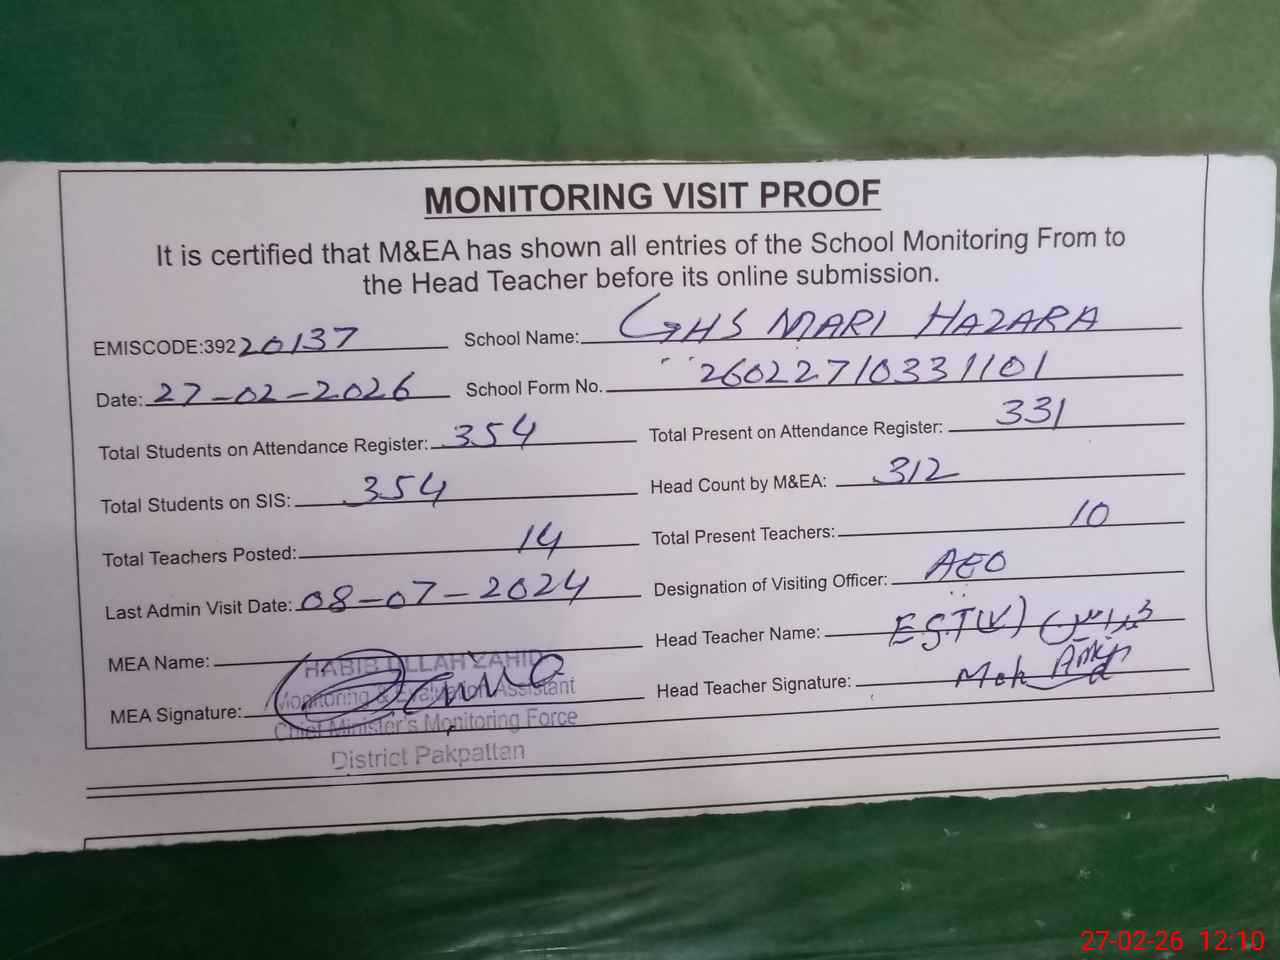 MONITORING VISIT PROOF
It is certified that M&EA has shown all entries of the School Monitoring From to
the Head Teacher before its online submission.
EMISCODE:39220137 School Name: GHS MARI HAZARA
Date: 27-02-2026 School Form No. 26022710331101
Total Students on Attendance Register: 354 Total Present on Attendance Register: 331
Total Students on SIS: 354 Head Count by M&EA: 312
Total Teachers Posted: 14 Total Present Teachers: 10
Last Admin Visit Date: 08-07-2024 Designation of Visiting Officer: AEO
MEA Name: Head Teacher Name: EST(V)
HABIB ULLAH ZAHID
Monitoring & Evaluation Assistant
MEA Signature: Head Teacher Signature:
Chief Minister's Monitoring Force
District Pakpattan
27-02-26 12:10